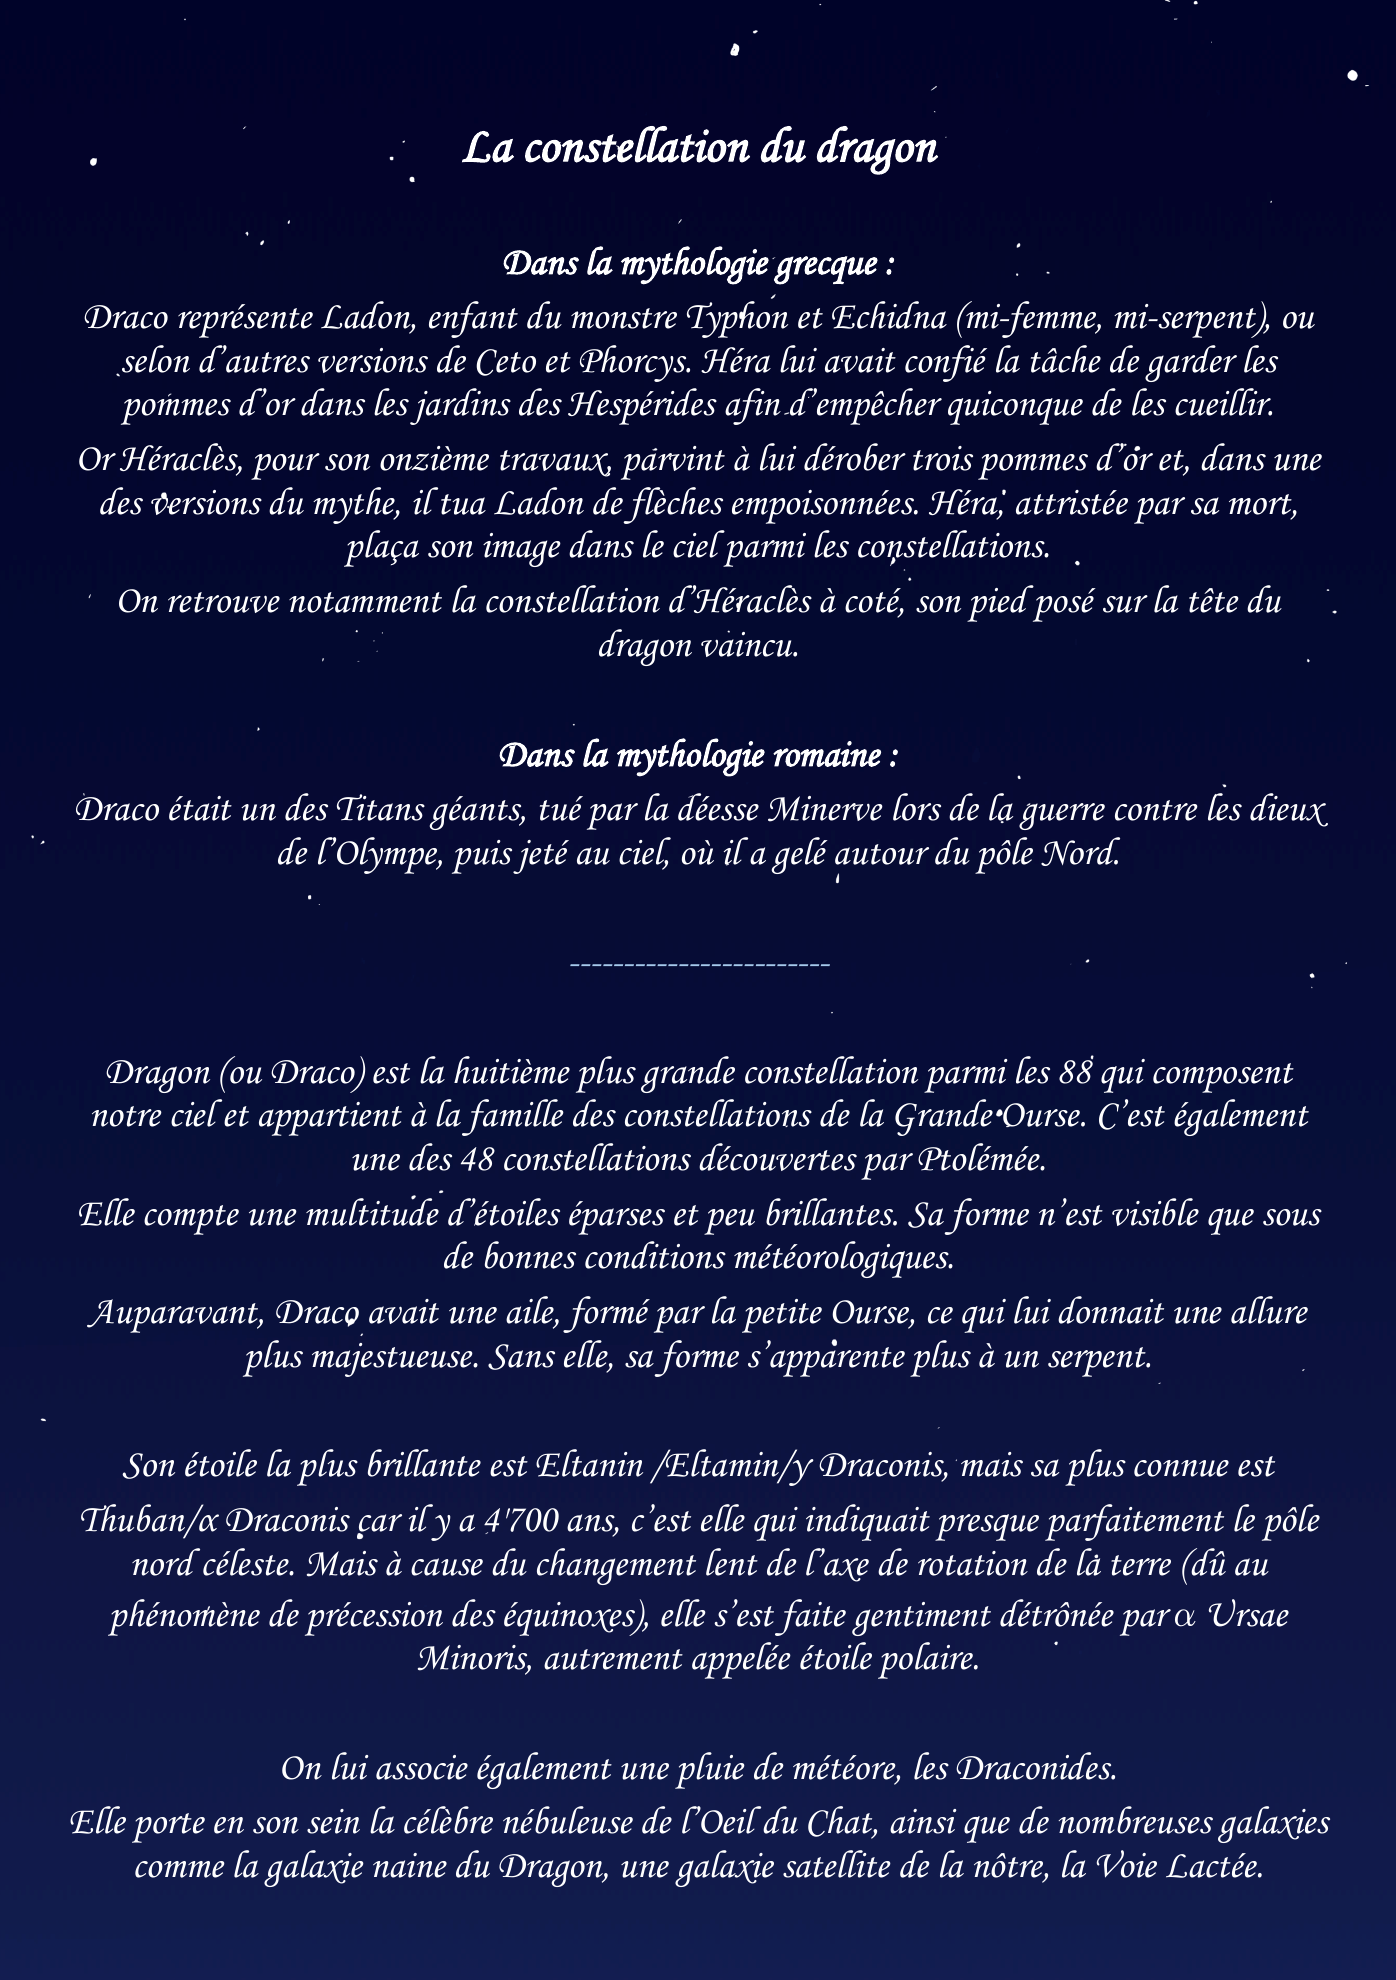 La constellation du dragon
Dans la mythologie grecque :
Draco représente Ladon, enfant du monstre Typhon et Echidna (mi-femme, mi-serpent), ou
selon d’autres versions de Ceto et Phorcys. Héra lui avait confié la tâche de garder les
pommes d’or dans les jardins des Hespérides afin d’empêcher quiconque de les cueillir.
Or Héraclès, pour son onzième travaux, parvint à lui dérober trois pommes d’or et, dans une
des versions du mythe, il tua Ladon de flèches empoisonnées. Héra, attristée par sa mort,
plaça son image dans le ciel parmi les constellations.
On retrouve notamment la constellation d’Héraclès à coté, son pied posé sur la tête du
dragon vaincu.
Dans la mythologie romaine :
Draco était un des Titans géants, tué par la déesse Minerve lors de la guerre contre les dieux
de l’Olympe, puis jeté au ciel, où il a gelé autour du pôle Nord.
------------------------
Dragon (ou Draco) est la huitième plus grande constellation parmi les 88 qui composent
notre ciel et appartient à la famille des constellations de la Grande Ourse. C’est également
une des 48 constellations découvertes par Ptolémée.
Elle compte une multitude d’étoiles éparses et peu brillantes. Sa forme n’est visible que sous
de bonnes conditions météorologiques.
Auparavant, Draco avait une aile, formé par la petite Ourse, ce qui lui donnait une allure
plus majestueuse. Sans elle, sa forme s’apparente plus à un serpent.
Son étoile la plus brillante est Eltanin /Eltamin/y Draconis, mais sa plus connue est
Thuban/α Draconis car il y a 4'700 ans, c’est elle qui indiquait presque parfaitement le pôle
nord céleste. Mais à cause du changement lent de l’axe de rotation de la terre (dû au
phénomène de précession des équinoxes), elle s’est faite gentiment détrônée par α Ursae
Minoris, autrement appelée étoile polaire.
On lui associe également une pluie de météore, les Draconides.
Elle porte en son sein la célèbre nébuleuse de l’Oeil du Chat, ainsi que de nombreuses galaxies
comme la galaxie naine du Dragon, une galaxie satellite de la nôtre, la Voie Lactée.